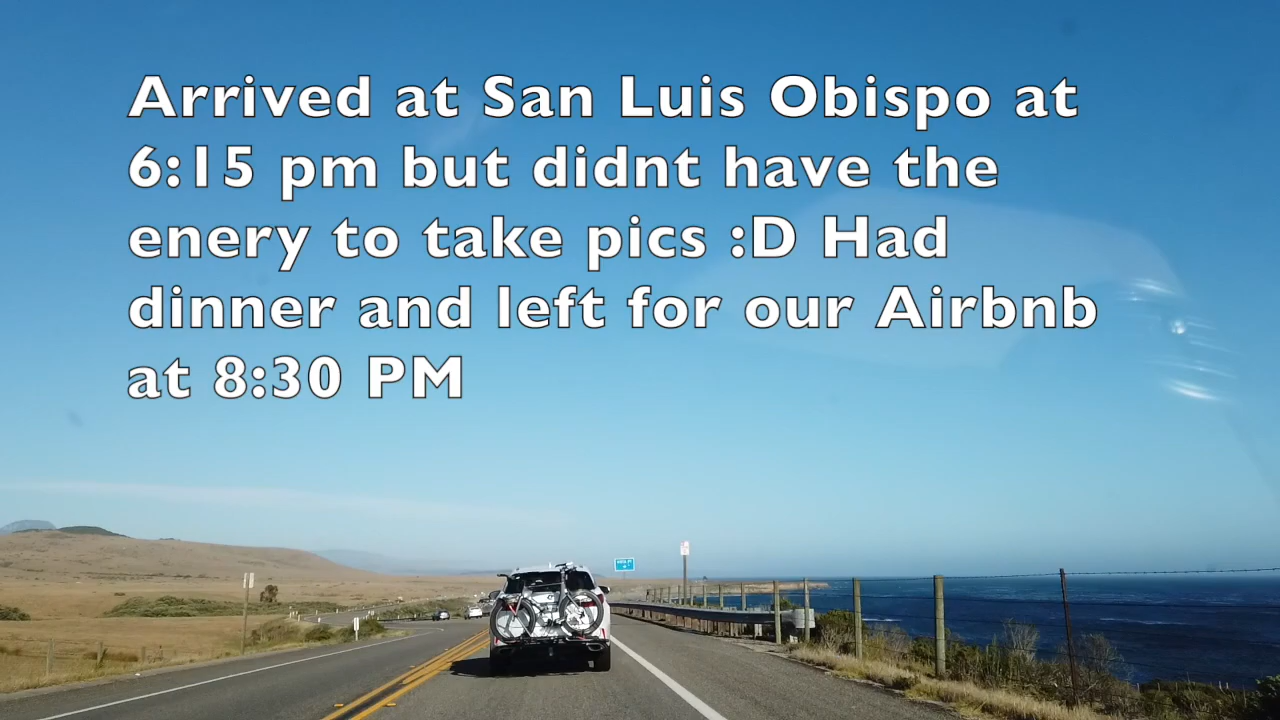 Arrived at San Luis Obispo at
6:15 pm but didnt have the
enery to take pics :D Had
dinner and left for our Airbnb
at 8:30 PM